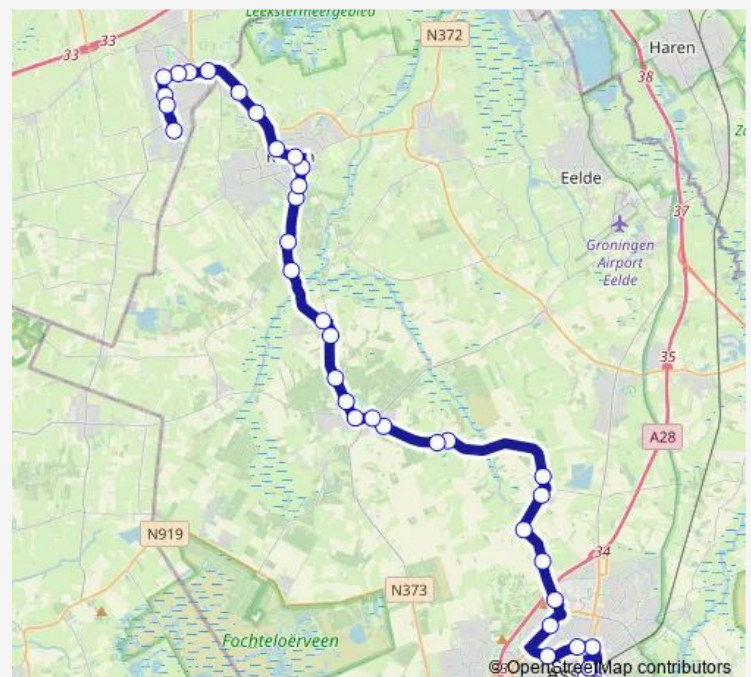 Leekstermeergebied
33
33
N372
Haren
38
Eelde
37
Groningen
Airport
Eelde
35
A28
N919
34
N373
Fochteloërveen
© OpenStreetMap contributors